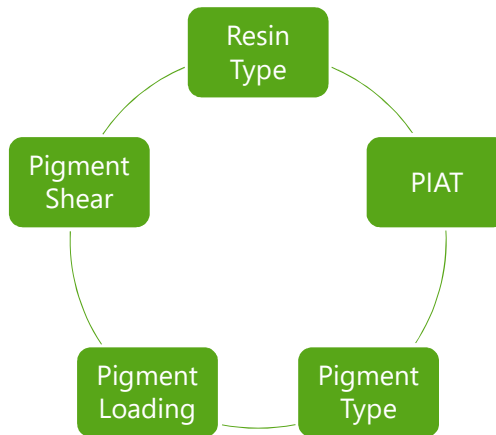 Resin
Type
PIAT
Pigment
Type
Pigment
Loading
Pigment
Shear